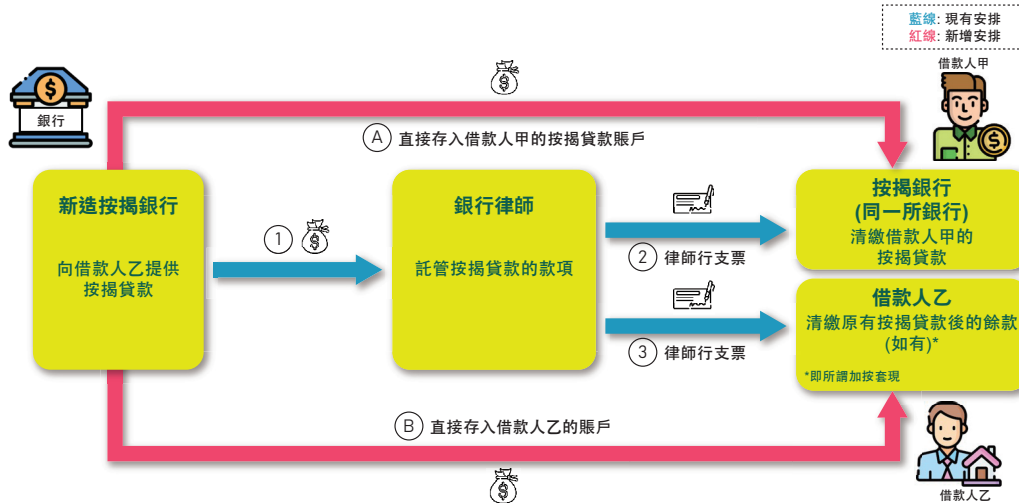 藍線: 現有安排
紅線: 新增安排
借款人甲
銀行
A 直接存入借款人甲的按揭貸款賬戶
新造按揭銀行
向借款人乙提供
按揭貸款
1
銀行律師
託管按揭貸款的款項
2 律師行支票
3 律師行支票
按揭銀行
(同一所銀行)
清繳借款人甲的
按揭貸款
借款人乙
清繳原有按揭貸款後的餘款
(如有)*
*即所謂加按套現
B 直接存入借款人乙的賬戶
借款人乙